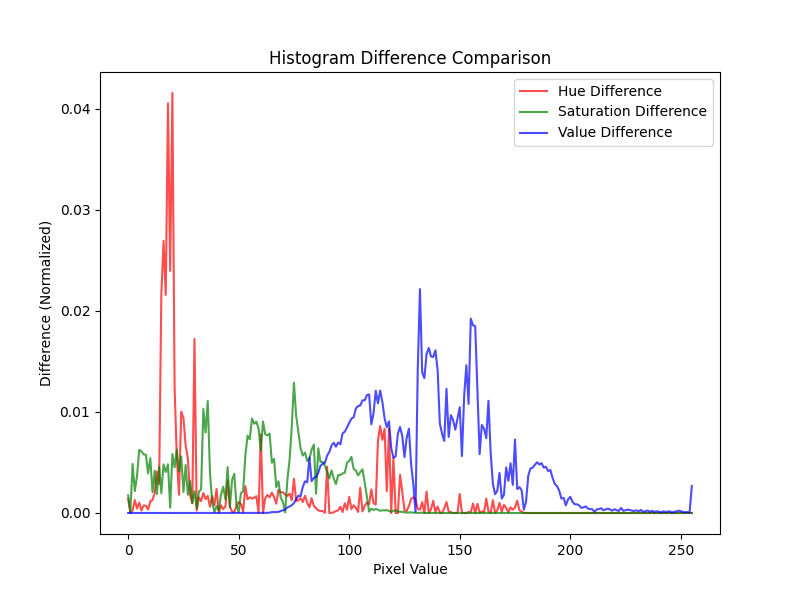 Histogram Difference Comparison
Hue Difference
Saturation Difference
Value Difference
Difference (Normalized)
0.04
0.03
0.02
0.01
0.00
0 50 100 150 200 250
Pixel Value